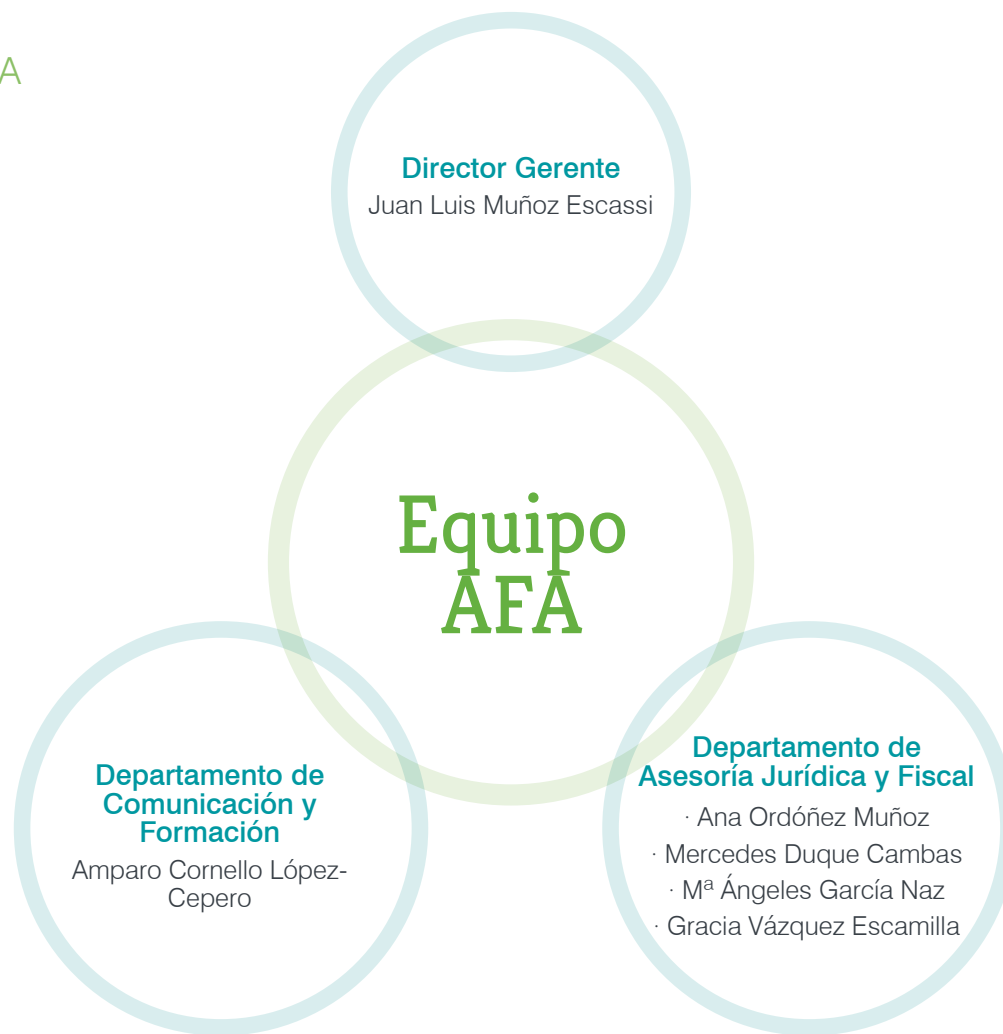 A
Director Gerente
Juan Luis Muñoz Escassi
Equipo
AFA
Departamento de
Comunicación y
Formación
Amparo Cornello López-
Cepero
Departamento de
Asesoría Jurídica y Fiscal
· Ana Ordóñez Muñoz
· Mercedes Duque Cambas
· Mª Ángeles García Naz
· Gracia Vázquez Escamilla